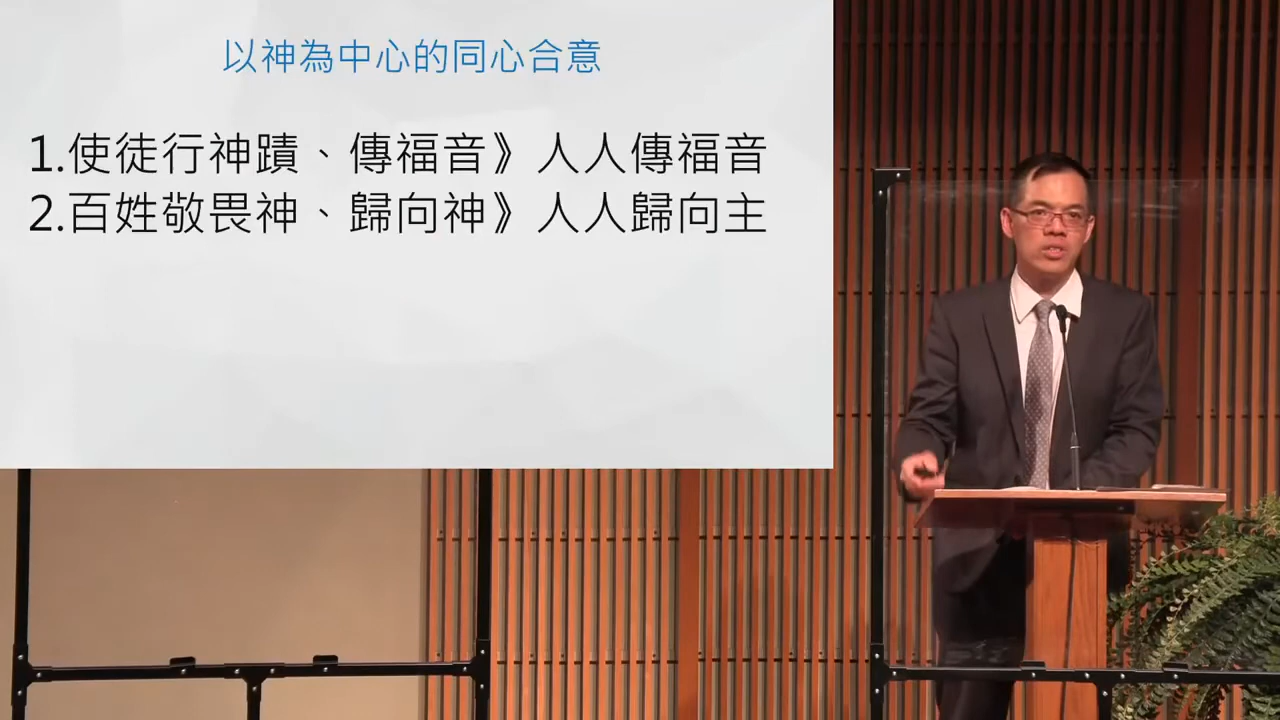 以神為中心的同心合意
1.使徒行神蹟、傳福音》人人傳福音
2.百姓敬畏神、歸向神》人人歸向主